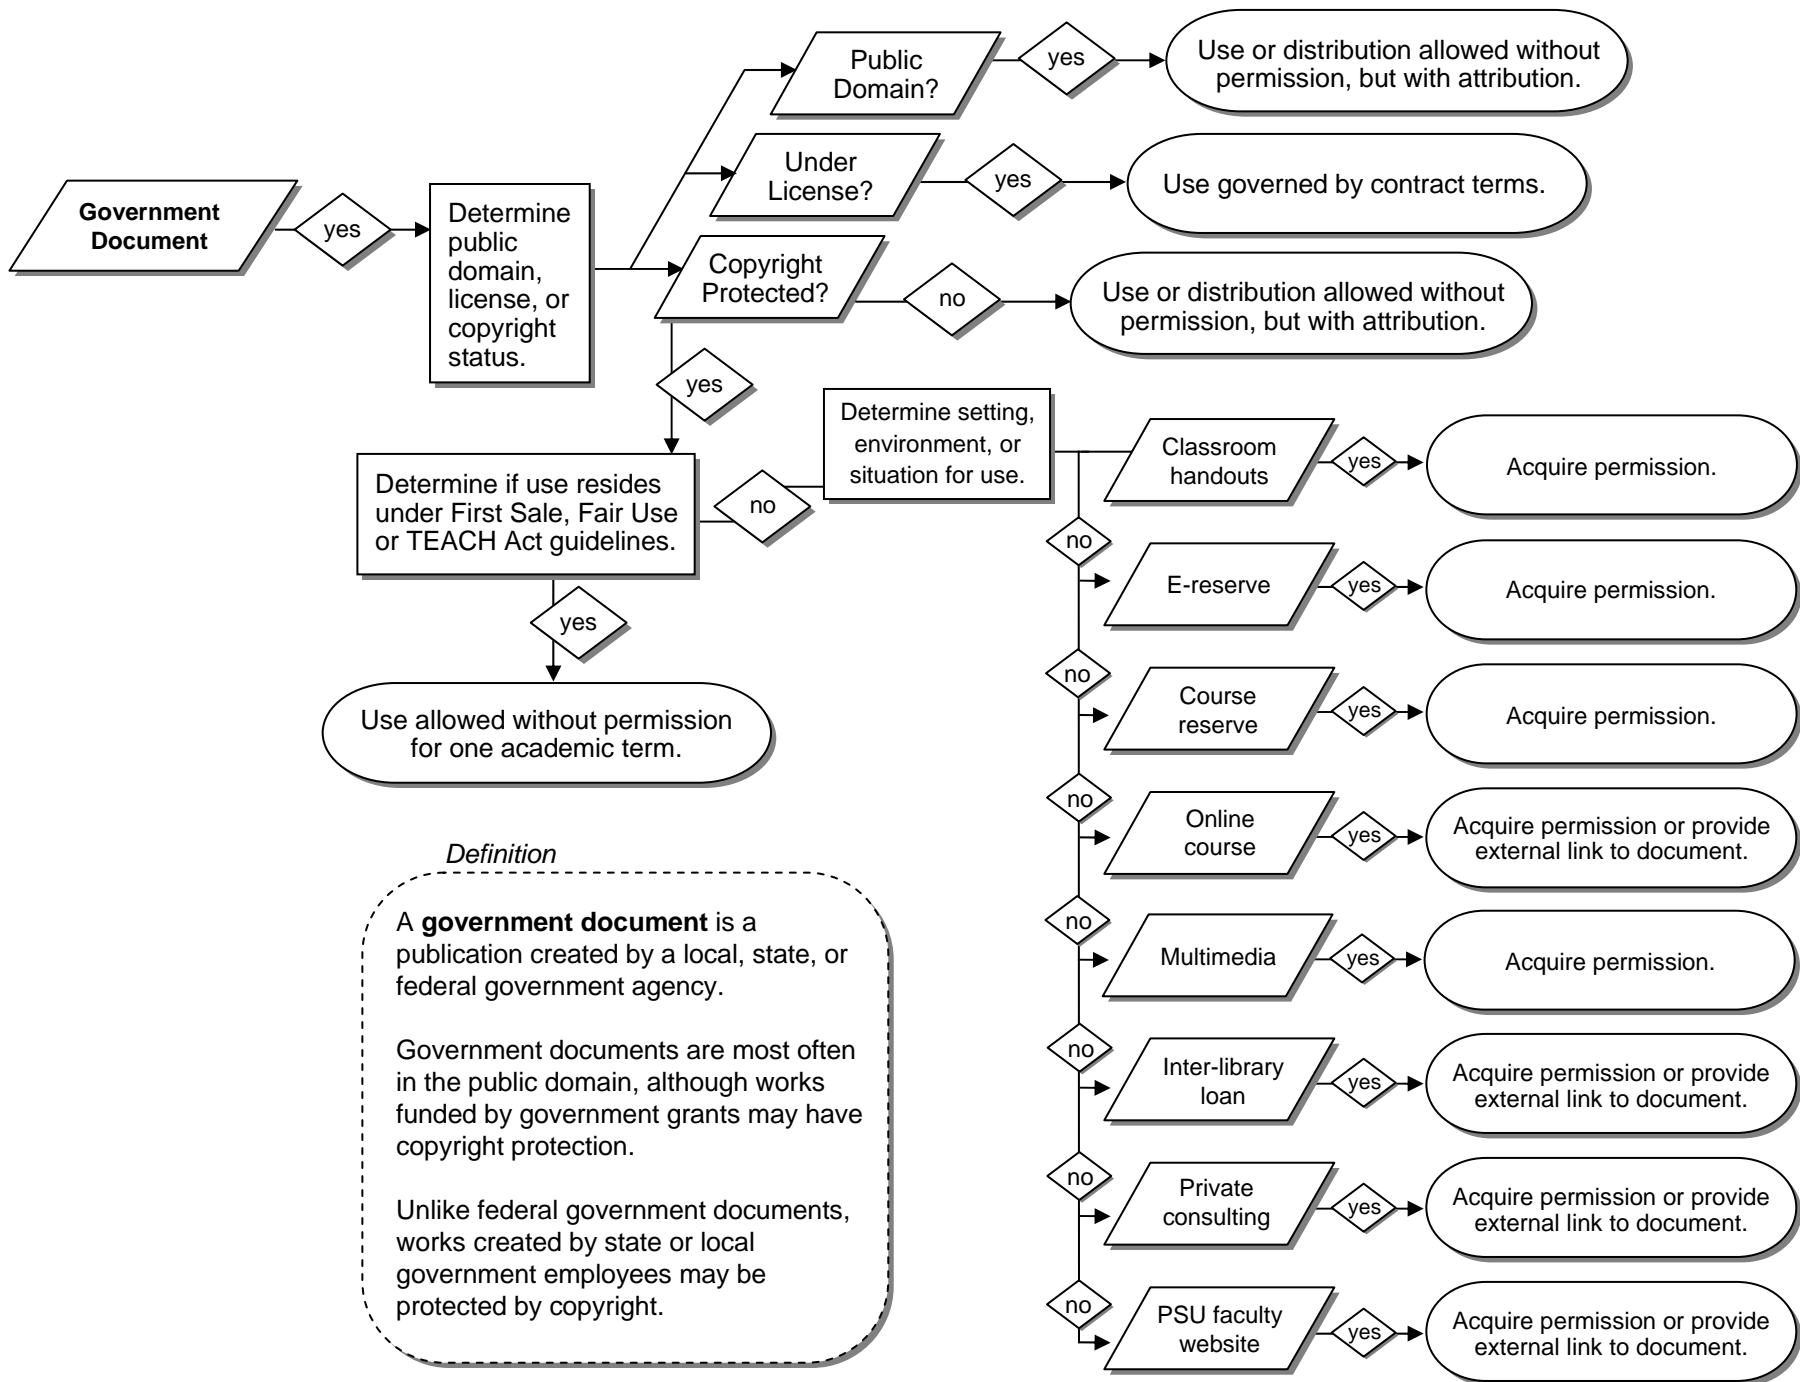 Government
Document
yes
Determine
public
domain,
license, or
copyright
status.
Public
Domain?
yes
Use or distribution allowed without
permission, but with attribution.
Under
License?
yes
Use governed by contract terms.
Copyright
Protected?
no
Use or distribution allowed without
permission, but with attribution.
yes
Determine if use resides
under First Sale, Fair Use
or TEACH Act guidelines.
yes
Use allowed without permission
for one academic term.
no
Determine setting,
environment, or
situation for use.
Classroom
handouts
yes
Acquire permission.
no
E-reserve
yes
Acquire permission.
no
Course
reserve
yes
Acquire permission.
no
Online
course
yes
Acquire permission or provide
external link to document.
no
Multimedia
yes
Acquire permission.
no
Inter-library
loan
yes
Acquire permission or provide
external link to document.
no
Private
consulting
yes
Acquire permission or provide
external link to document.
no
PSU faculty
website
yes
Acquire permission or provide
external link to document.
Definition
A government document is a
publication created by a local, state, or
federal government agency.
Government documents are most often
in the public domain, although works
funded by government grants may have
copyright protection.
Unlike federal government documents,
works created by state or local
government employees may be
protected by copyright.